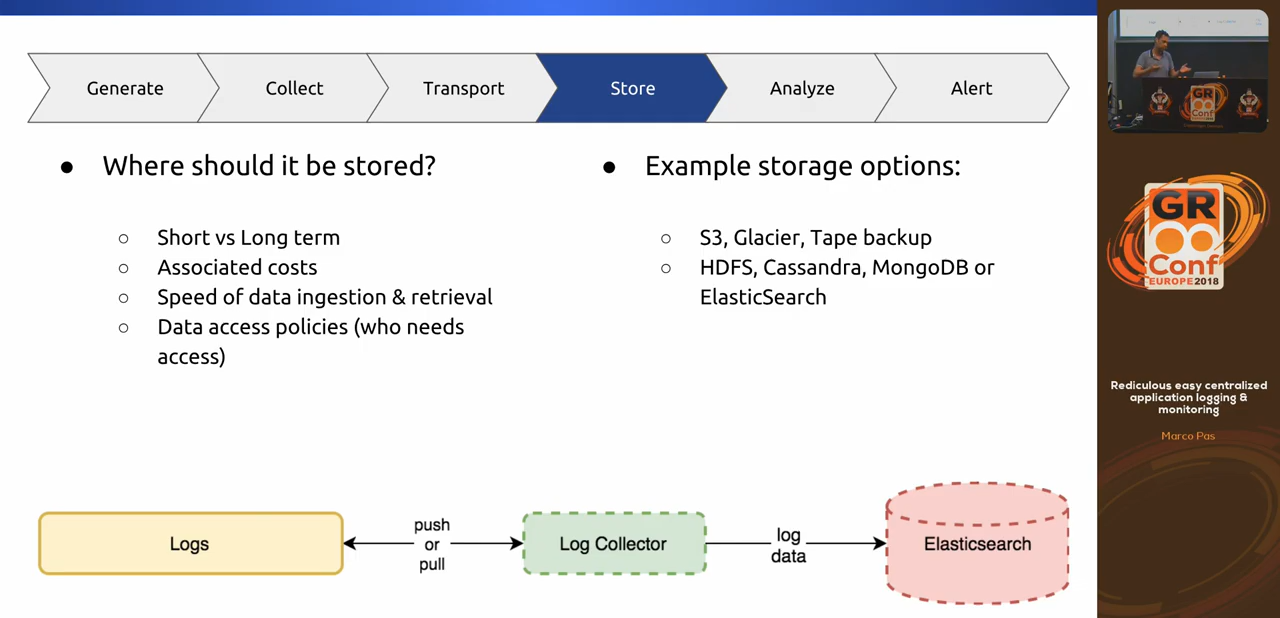 Generate
Collect
Transport
Store
Analyze
Alert
● Where should it be stored?
○ Short vs Long term
○ Associated costs
○ Speed of data ingestion & retrieval
○ Data access policies (who needs
access)
● Example storage options:
○ S3, Glacier, Tape backup
○ HDFS, Cassandra, MongoDB or
ElasticSearch
Logs
push
or
pull
Log Collector
log
data
Elasticsearch
GR
Conf
GR
8
Conf
EUROPE 2018
Rediculous easy centralized
application logging &
monitoring
Marco Pas